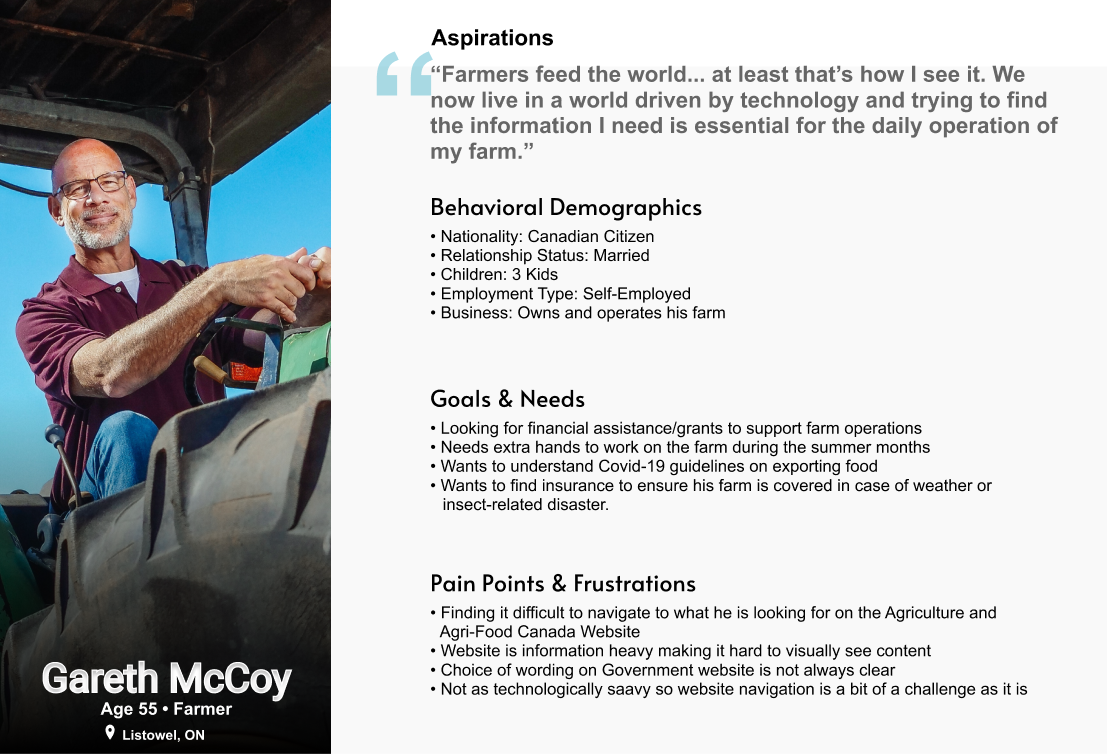 Aspirations
“Farmers feed the world... at least that’s how I see it. We
now live in a world driven by technology and trying to find
the information I need is essential for the daily operation of
my farm.”
Behavioral Demographics
• Nationality: Canadian Citizen
• Relationship Status: Married
• Children: 3 Kids
• Employment Type: Self-Employed
• Business: Owns and operates his farm
Goals & Needs
• Looking for financial assistance/grants to support farm operations
• Needs extra hands to work on the farm during the summer months
• Wants to understand Covid-19 guidelines on exporting food
• Wants to find insurance to ensure his farm is covered in case of weather or
insect-related disaster.
Pain Points & Frustrations
• Finding it difficult to navigate to what he is looking for on the Agriculture and
Agri-Food Canada Website
• Website is information heavy making it hard to visually see content
• Choice of wording on Government website is not always clear
• Not as technologically saavy so website navigation is a bit of a challenge as it is
Gareth McCoy
Age 55 • Farmer
Listowel, ON